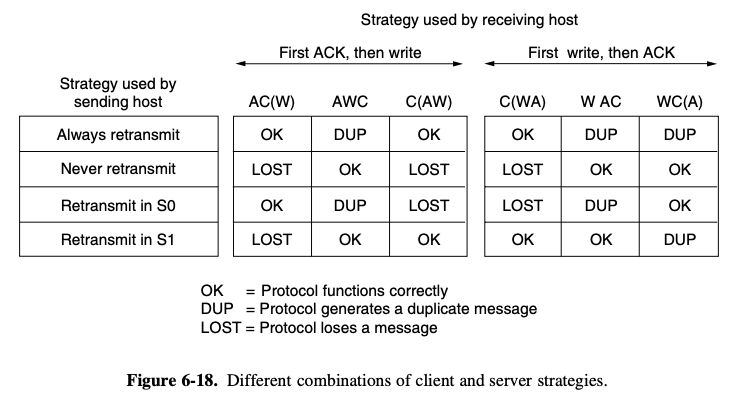 Strategy used by receiving host
First ACK, then write First write, then ACK
Strategy used by
sending host
AC(W) AWC C(AW) C(WA) W AC WC(A)
Always retransmit OK DUP OK OK DUP DUP
Never retransmit LOST OK LOST LOST OK OK
Retransmit in S0 OK DUP LOST LOST DUP OK
Retransmit in S1 LOST OK OK OK OK DUP
OK = Protocol functions correctly
DUP = Protocol generates a duplicate message
LOST = Protocol loses a message
Figure 6-18. Different combinations of client and server strategies.